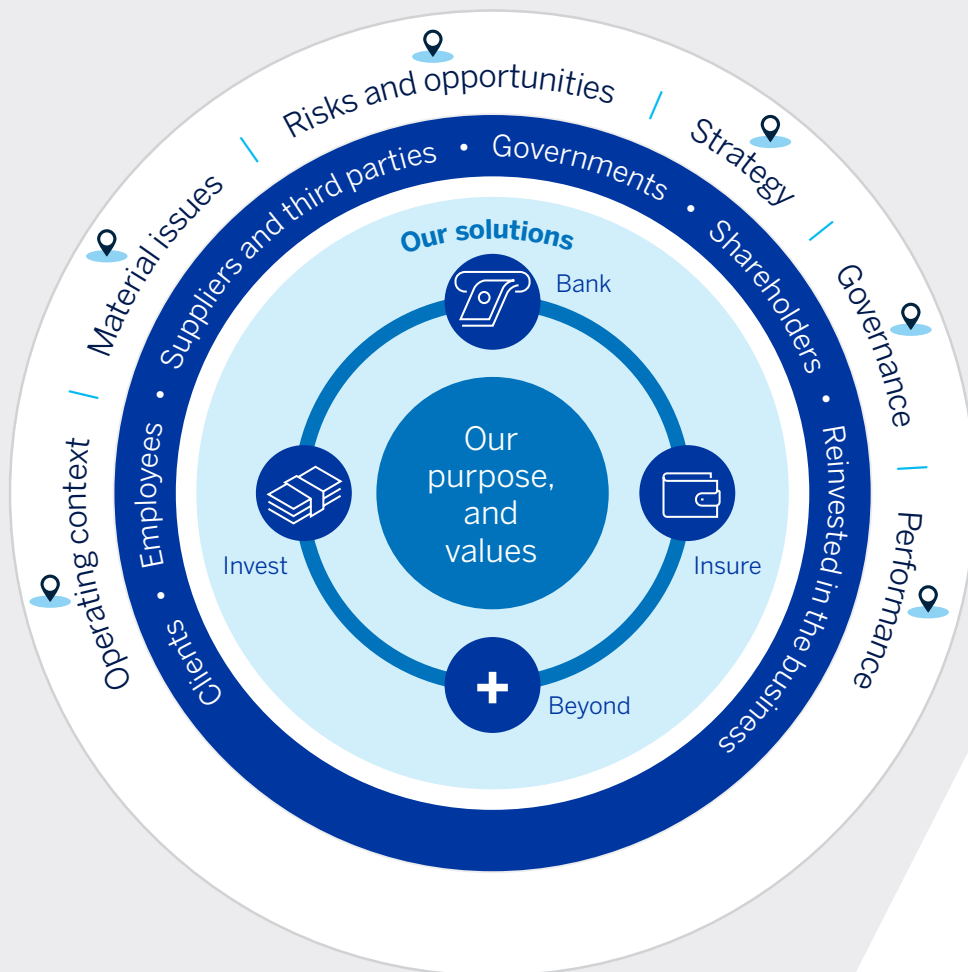 Operating context
Material issues
Risks and opportunities
Strategy
Governance
Performance
Clients • Employees • Suppliers and third parties • Governments • Shareholders • Reinvested in the business
Our solutions
Bank
Insure
Beyond
Invest
Our
purpose,
and
values